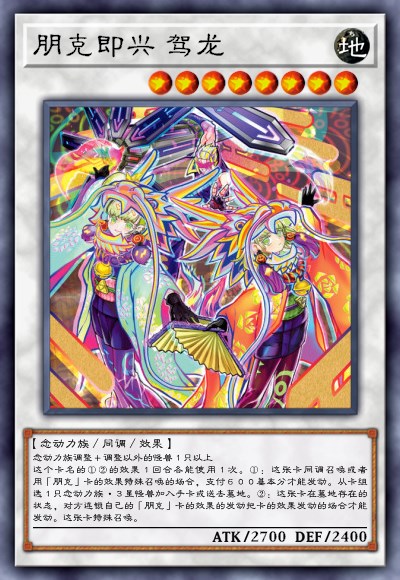 朋克即兴 驾龙
地
【念动力族／同调／效果】
念动力族调整＋调整以外的怪兽１只以上
这个卡名的①②的效果１回合各能使用１次。①：这张卡同调召唤或者
用「朋克」卡的效果特殊召唤的场合，支付６００基本分才能发动。从卡组
选１只念动力族・３星怪兽加入手卡或送去墓地。②：这张卡在墓地存在的
状态，对方连锁自己的「朋克」卡的效果的发动把卡的效果发动的场合才能
发动。这张卡特殊召唤。
ATK/2700 DEF/2400